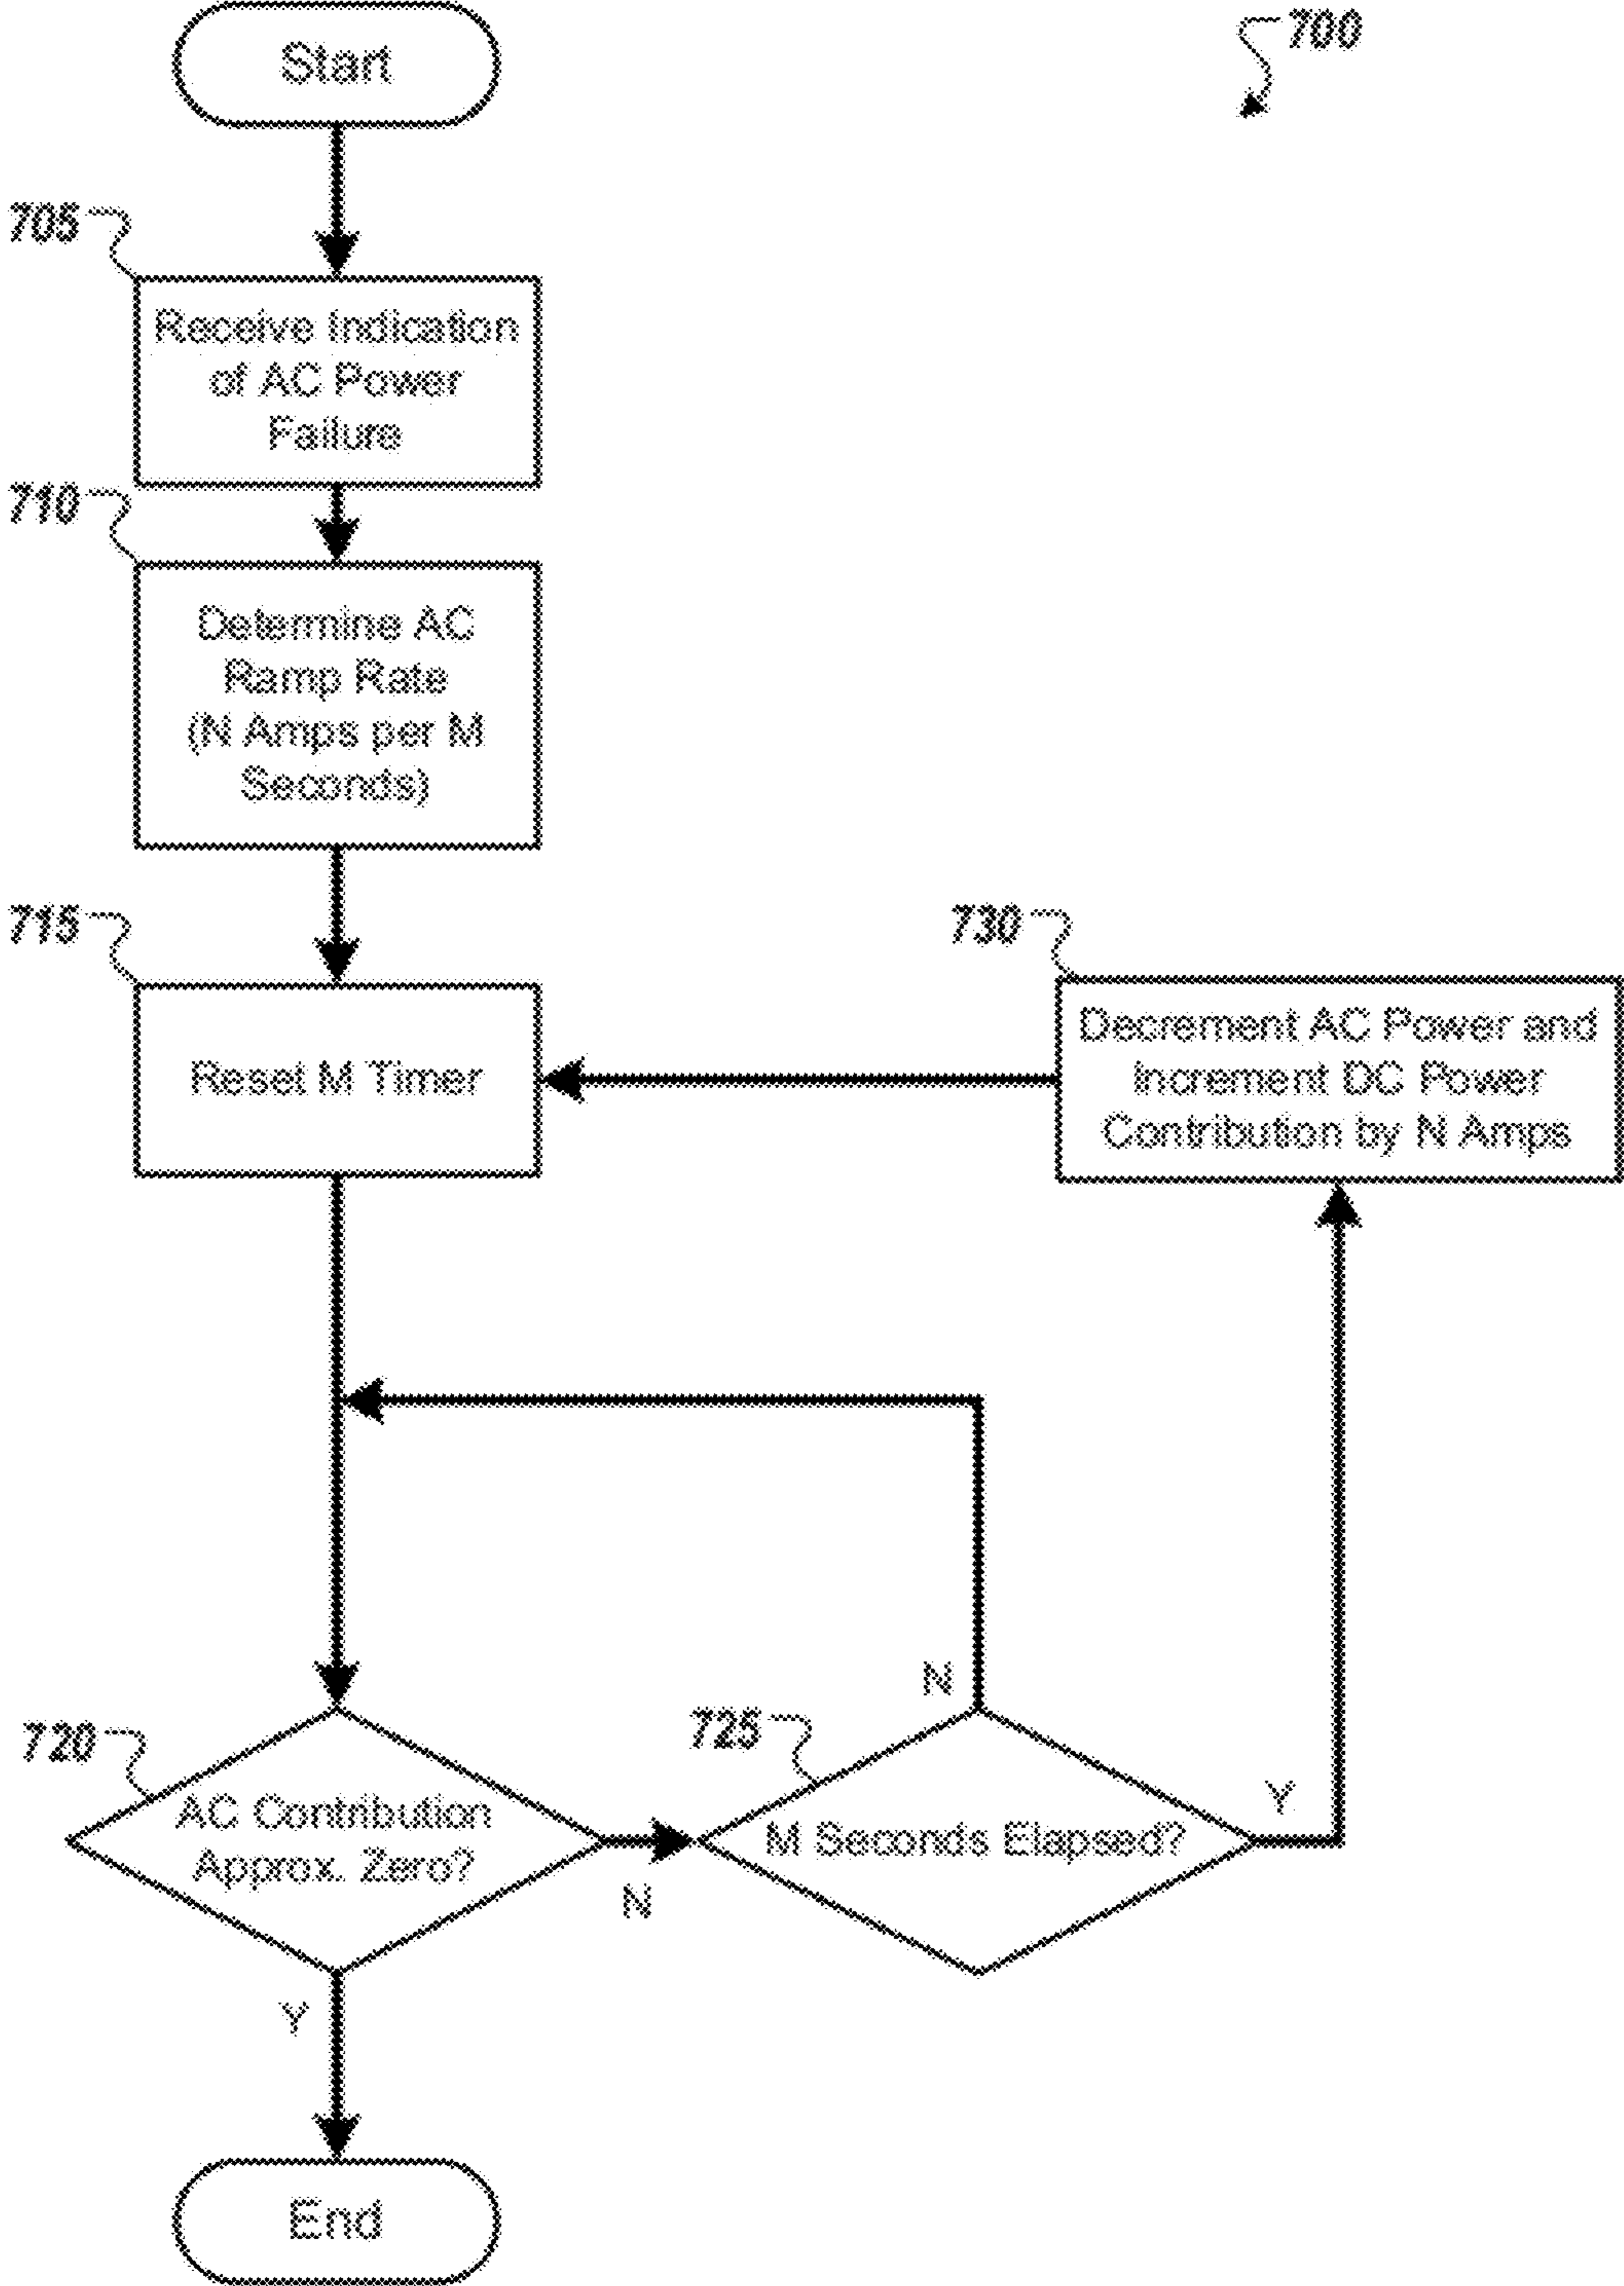 Start
700
705
Receive Indication
of AC Power
Failure
710
Determine AC
Ramp Rate
(N Amps per M
Seconds)
715
Reset M Timer
730
Decrement AC Power and
Increment DC Power
Contribution by N Amps
720
AC Contribution
Approx. Zero?
N
725
M Seconds Elapsed?
N
Y
Y
End